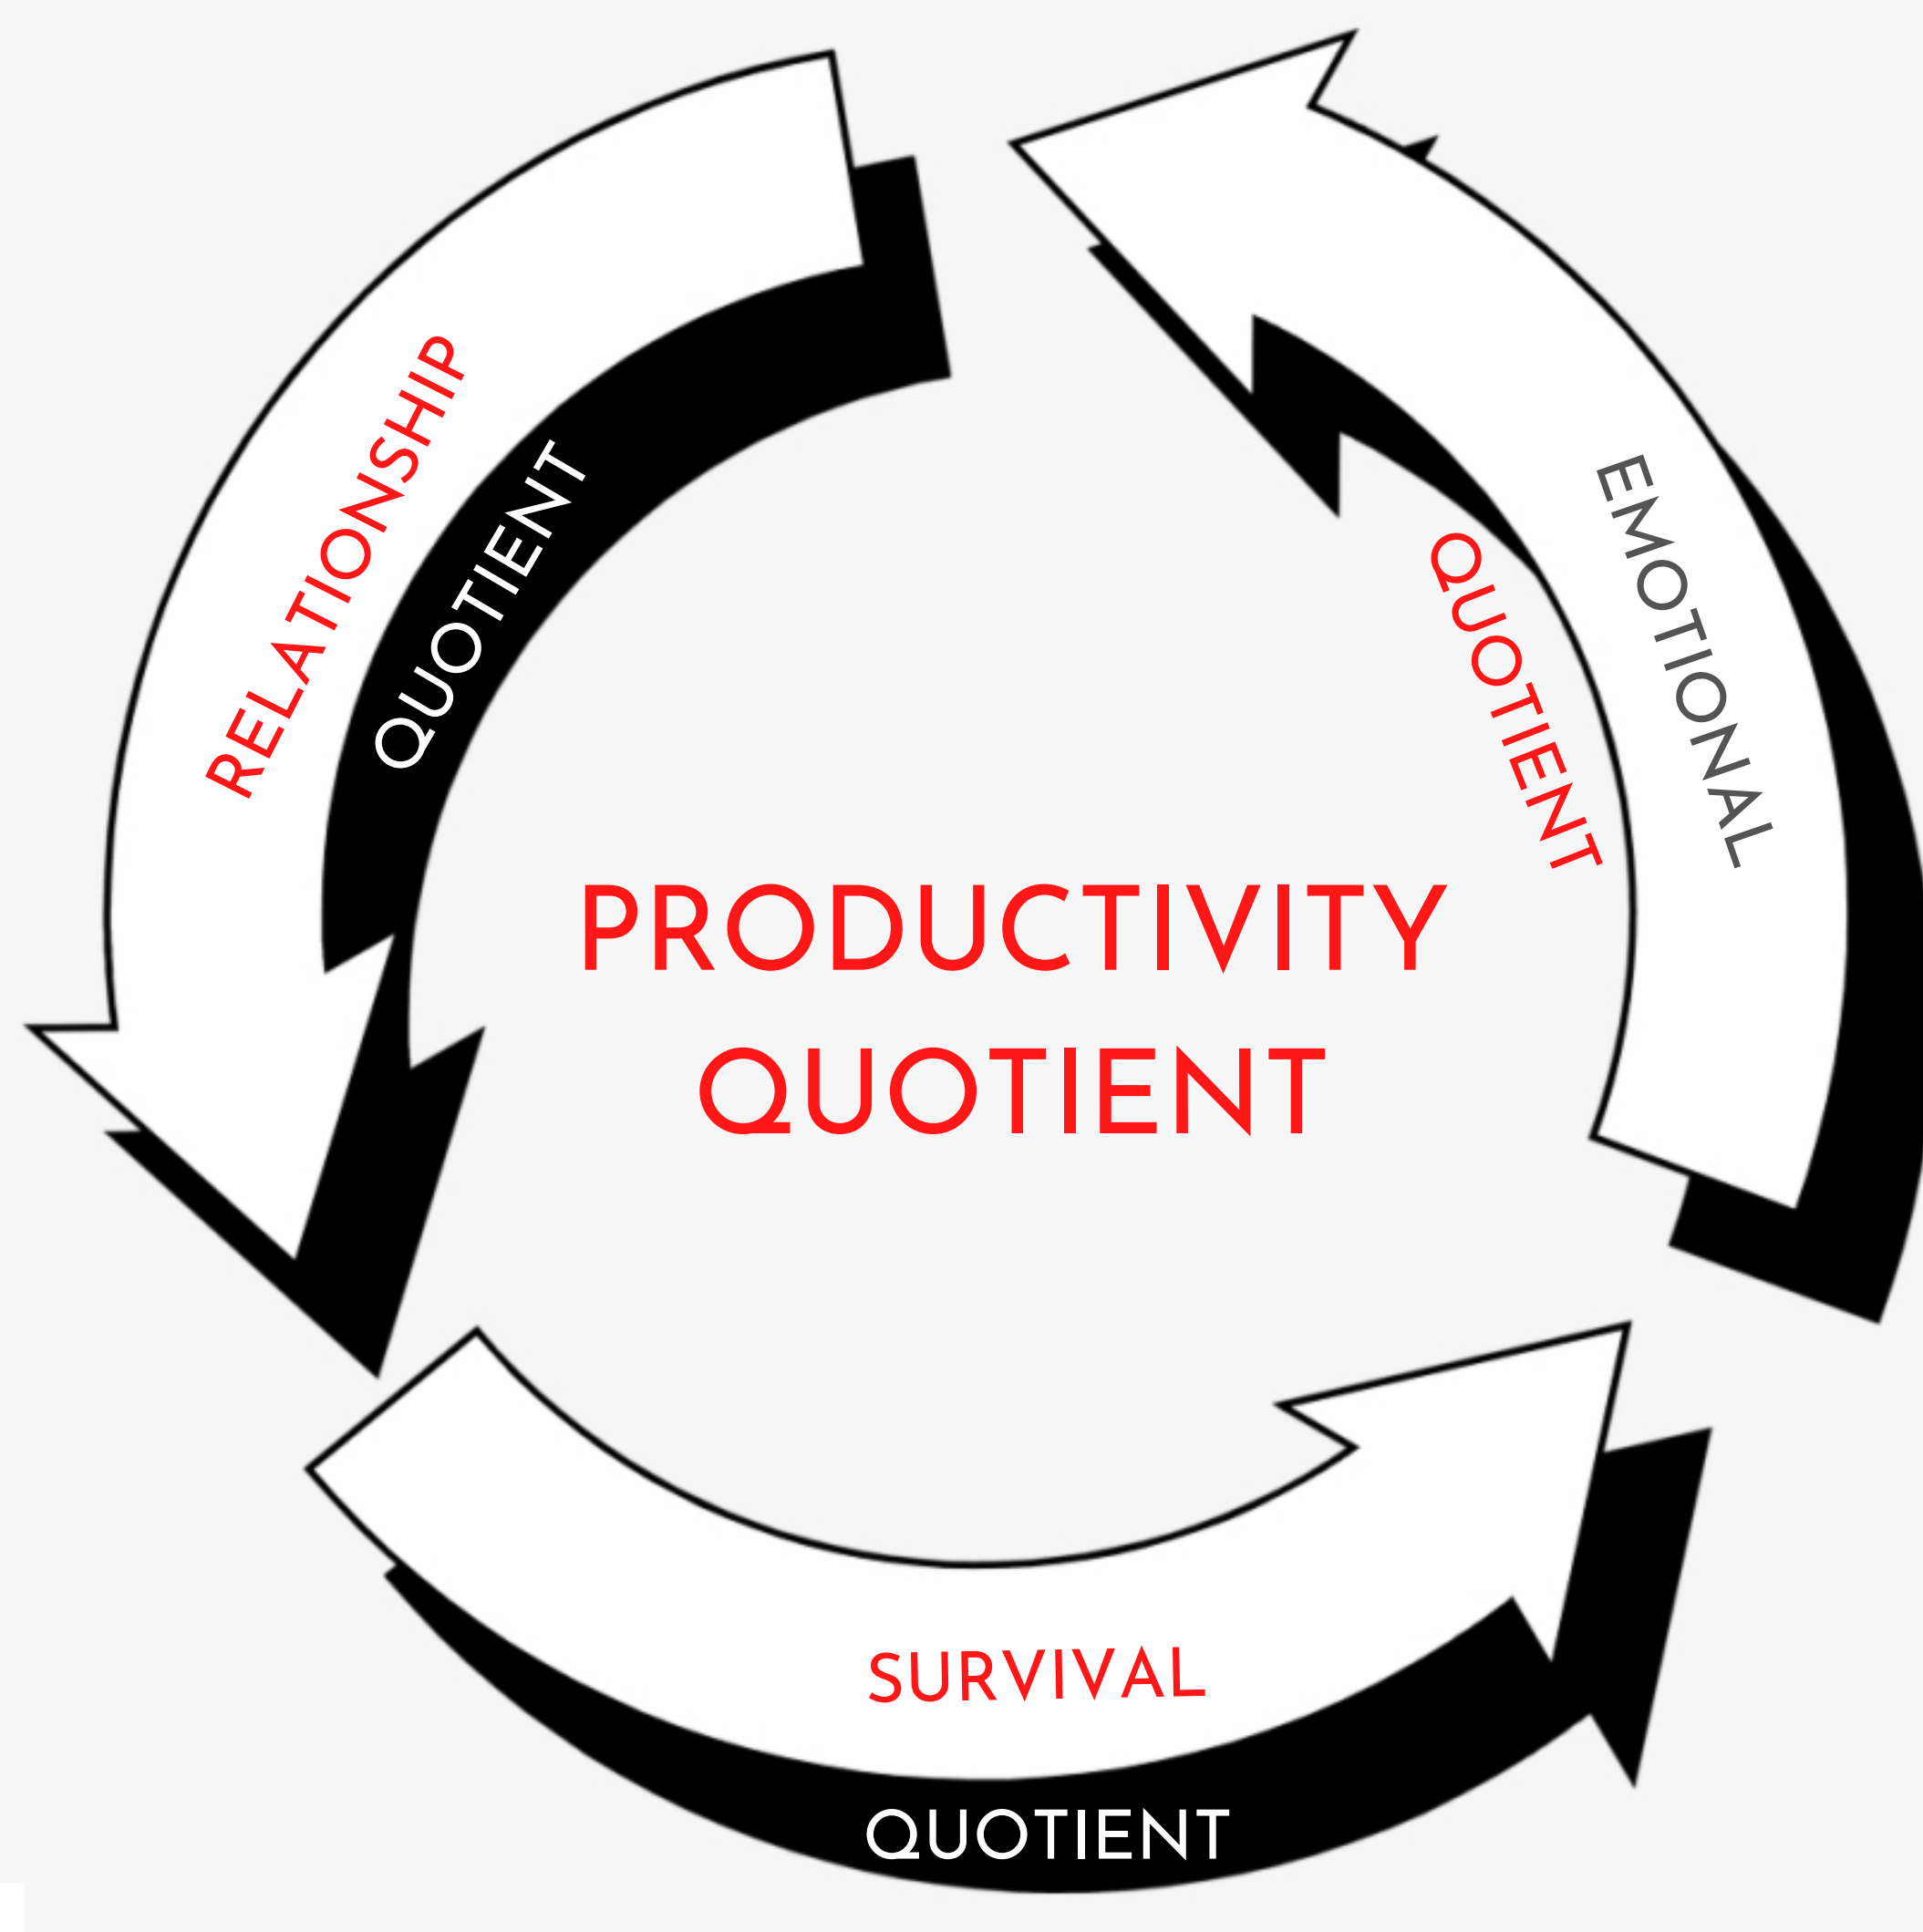 RELATIONSHIP
QUOTIENT
EMOTIONAL
QUOTIENT
PRODUCTIVITY
QUOTIENT
SURVIVAL
QUOTIENT